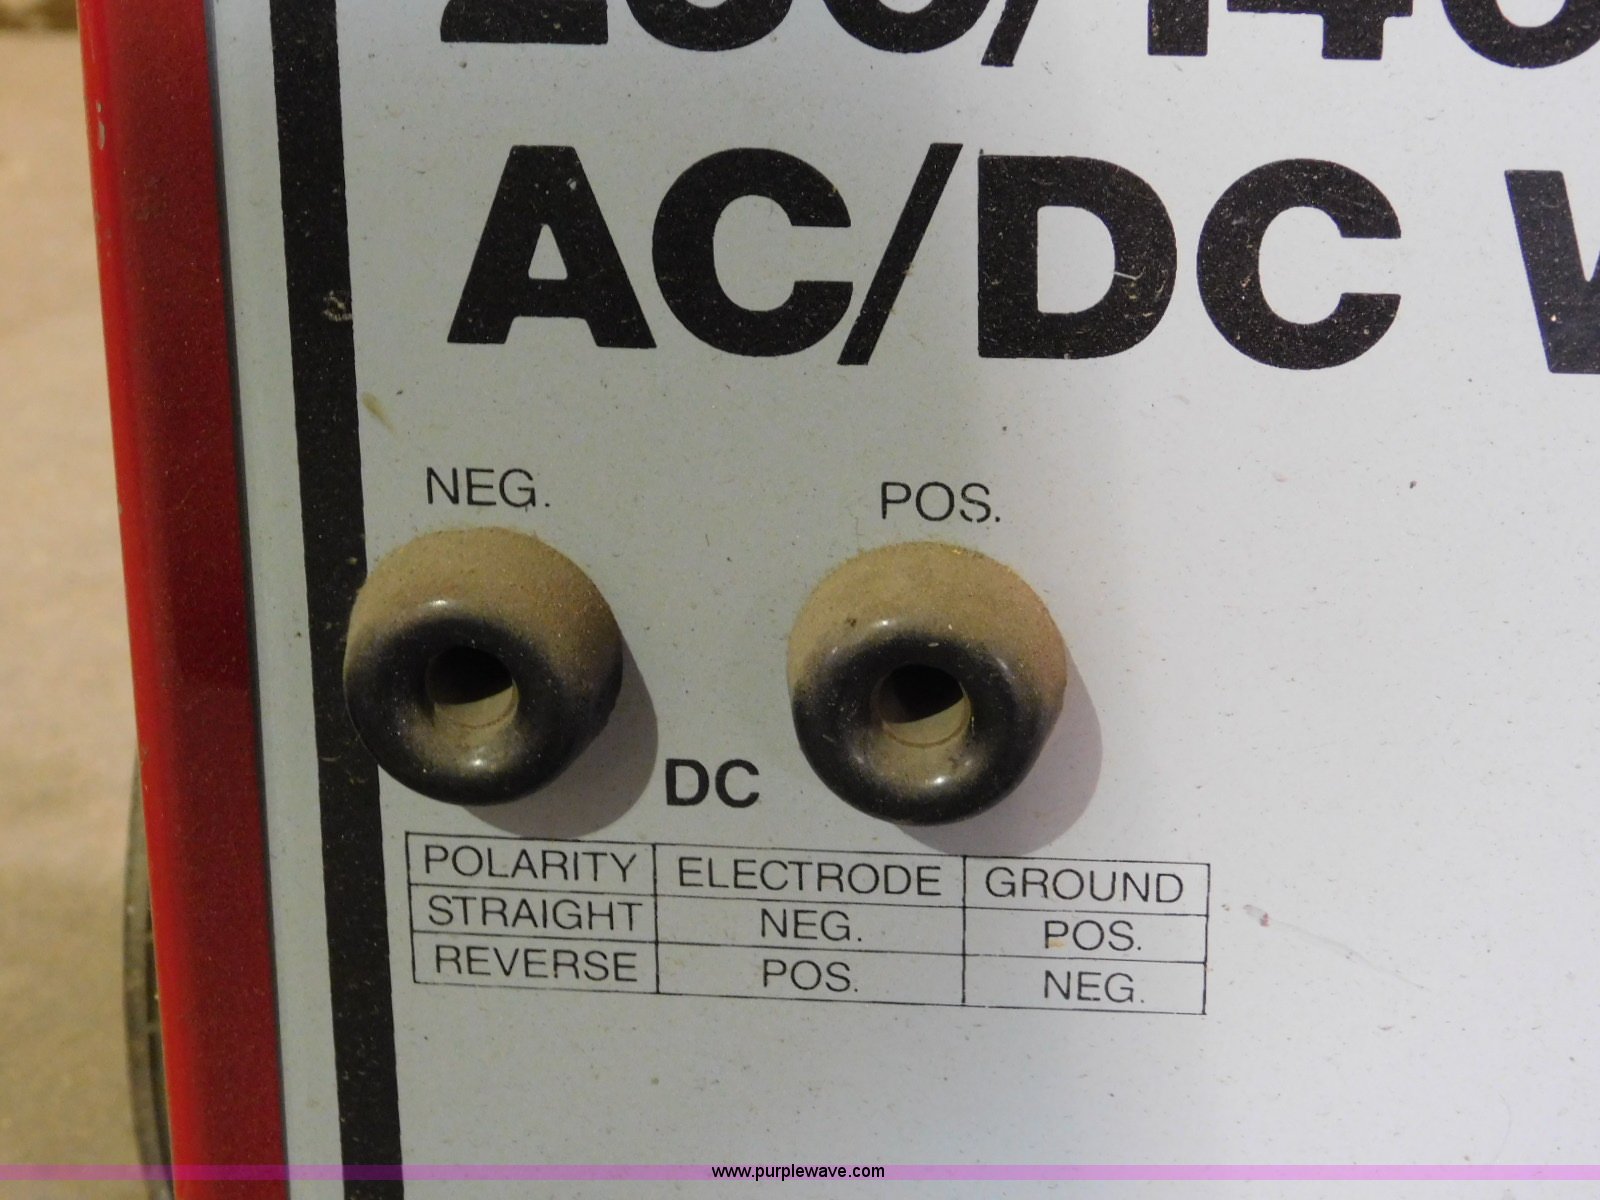 AC/DC
NEG. POS.
DC
POLARITY ELECTRODE GROUND
STRAIGHT NEG. POS.
REVERSE POS. NEG.
www.purplewave.com